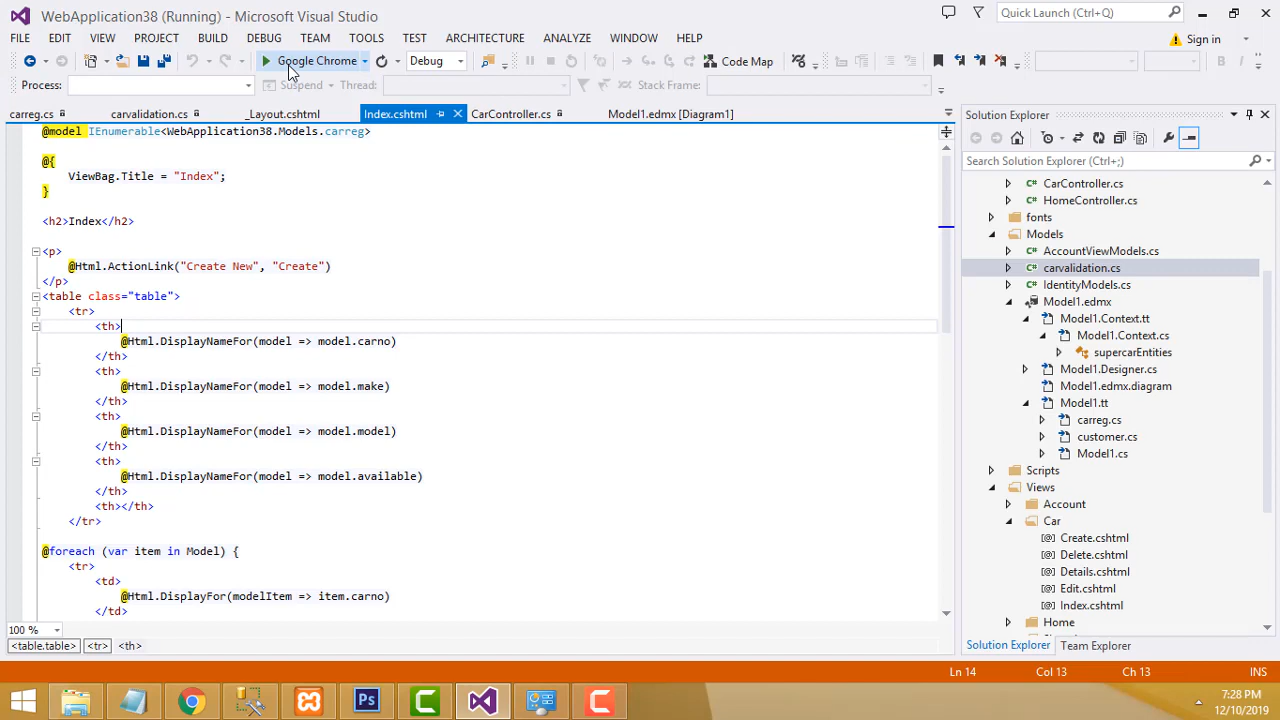 WebApplication38 (Running) - Microsoft Visual Studio
Quick Launch (Ctrl+Q)
FILE EDIT VIEW PROJECT BUILD DEBUG TEAM TOOLS TEST ARCHITECTURE ANALYZE WINDOW HELP
Sign in
Google Chrome Debug Code Map
Process: Suspend Thread: Stack Frame:
carreg.cs carvalidation.cs _Layout.cshtml Index.cshtml CarController.cs Model1.edmx [Diagram1]
@model IEnumerable<WebApplication38.Models.carreg>
@{
ViewBag.Title = "Index";
}
<h2>Index</h2>
<p>
@Html.ActionLink("Create New", "Create")
</p>
<table class="table">
<tr>
<th>
@Html.DisplayNameFor(model => model.carno)
</th>
<th>
@Html.DisplayNameFor(model => model.make)
</th>
<th>
@Html.DisplayNameFor(model => model.model)
</th>
<th>
@Html.DisplayNameFor(model => model.available)
</th>
<th></th>
</tr>
@foreach (var item in Model) {
<tr>
<td>
@Html.DisplayFor(modelItem => item.carno)
</td>
100 %
<table.table> <tr> <th>
Solution Explorer
Search Solution Explorer (Ctrl+;)
CarController.cs
HomeController.cs
fonts
Models
AccountViewModels.cs
carvalidation.cs
IdentityModels.cs
Model1.edmx
Model1.Context.tt
Model1.Context.cs
supercarEntities
Model1.Designer.cs
Model1.edmx.diagram
Model1.tt
carreg.cs
customer.cs
Model1.cs
Scripts
Views
Account
Car
Create.cshtml
Delete.cshtml
Details.cshtml
Edit.cshtml
Index.cshtml
Home
Solution Explorer Team Explorer
Ln 14 Col 13 Ch 13 INS
Ps
7:28 PM
12/10/2019